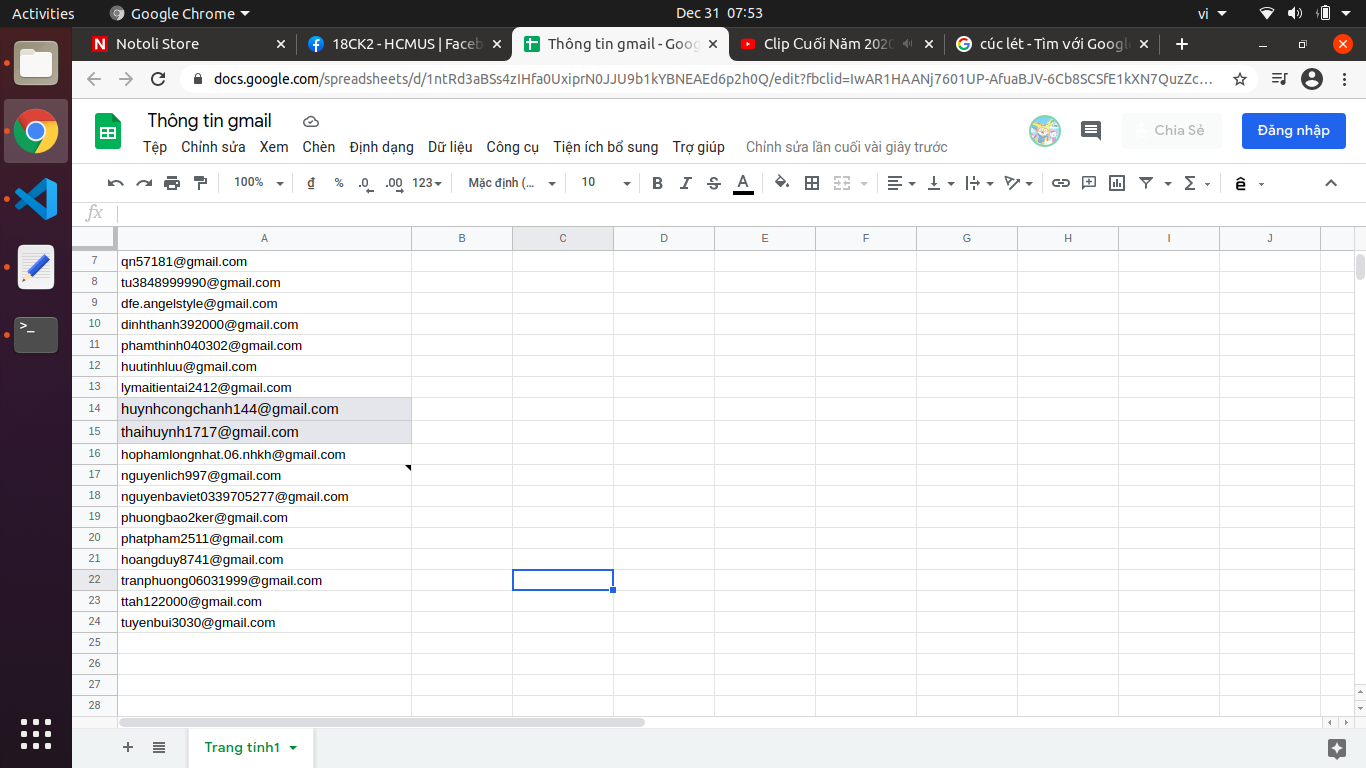 Activities Google Chrome Dec 31 07:53 vi
Notoli Store 18CK2 - HCMUS | Faceb Thông tin gmail - Goog Clip Cuối Năm 2020 cúc lét - Tìm với Googl
docs.google.com/spreadsheets/d/1ntRd3aBSs4zIHfa0UxiprN0JJU9b1kYBNEAEd6p2h0Q/edit?fbclid=IwAR1HAANj7601UP-AfuaBJV-6Cb8SCSfE1kXN7QuzZc...
Thông tin gmail
Chia Sẻ Đăng nhập
Tệp Chỉnh sửa Xem Chèn Định dạng Dữ liệu Công cụ Tiện ích bổ sung Trợ giúp Chỉnh sửa lần cuối vài giây trước
100% ₫ % .0 .00 123 Mặc định (... 10 B I S A Σ ê
fx
A B C D E F G H I J
7 qn57181@gmail.com
8 tu3848999990@gmail.com
9 dfe.angelstyle@gmail.com
10 dinhthanh392000@gmail.com
11 phamthinh040302@gmail.com
12 huutinhluu@gmail.com
13 lymaitientai2412@gmail.com
14 huynhcongchanh144@gmail.com
15 thaihuynh1717@gmail.com
16 hophamlongnhat.06.nhkh@gmail.com
17 nguyenlich997@gmail.com
18 nguyenbaviet0339705277@gmail.com
19 phuongbao2ker@gmail.com
20 phatpham2511@gmail.com
21 hoangduy8741@gmail.com
22 tranphuong06031999@gmail.com
23 ttah122000@gmail.com
24 tuyenbui3030@gmail.com
25
26
27
28
Trang tính1